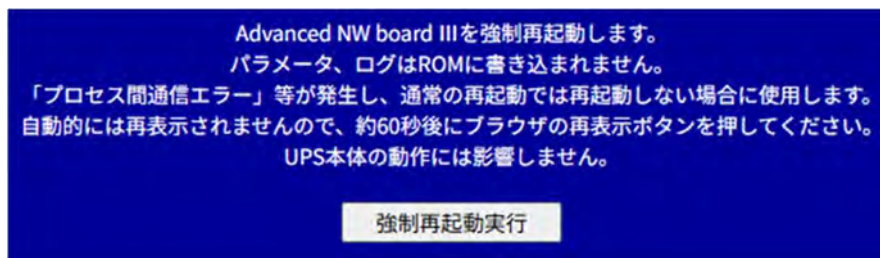 Advanced NW board IIIを強制再起動します。
パラメータ、ログはROMに書き込まれません。
「プロセス間通信エラー」等が発生し、通常の再起動では再起動しない場合に使用します。
自動的には再表示されませんので、約60秒後にブラウザの再表示ボタンを押してください。
UPS本体の動作には影響しません。
強制再起動実行